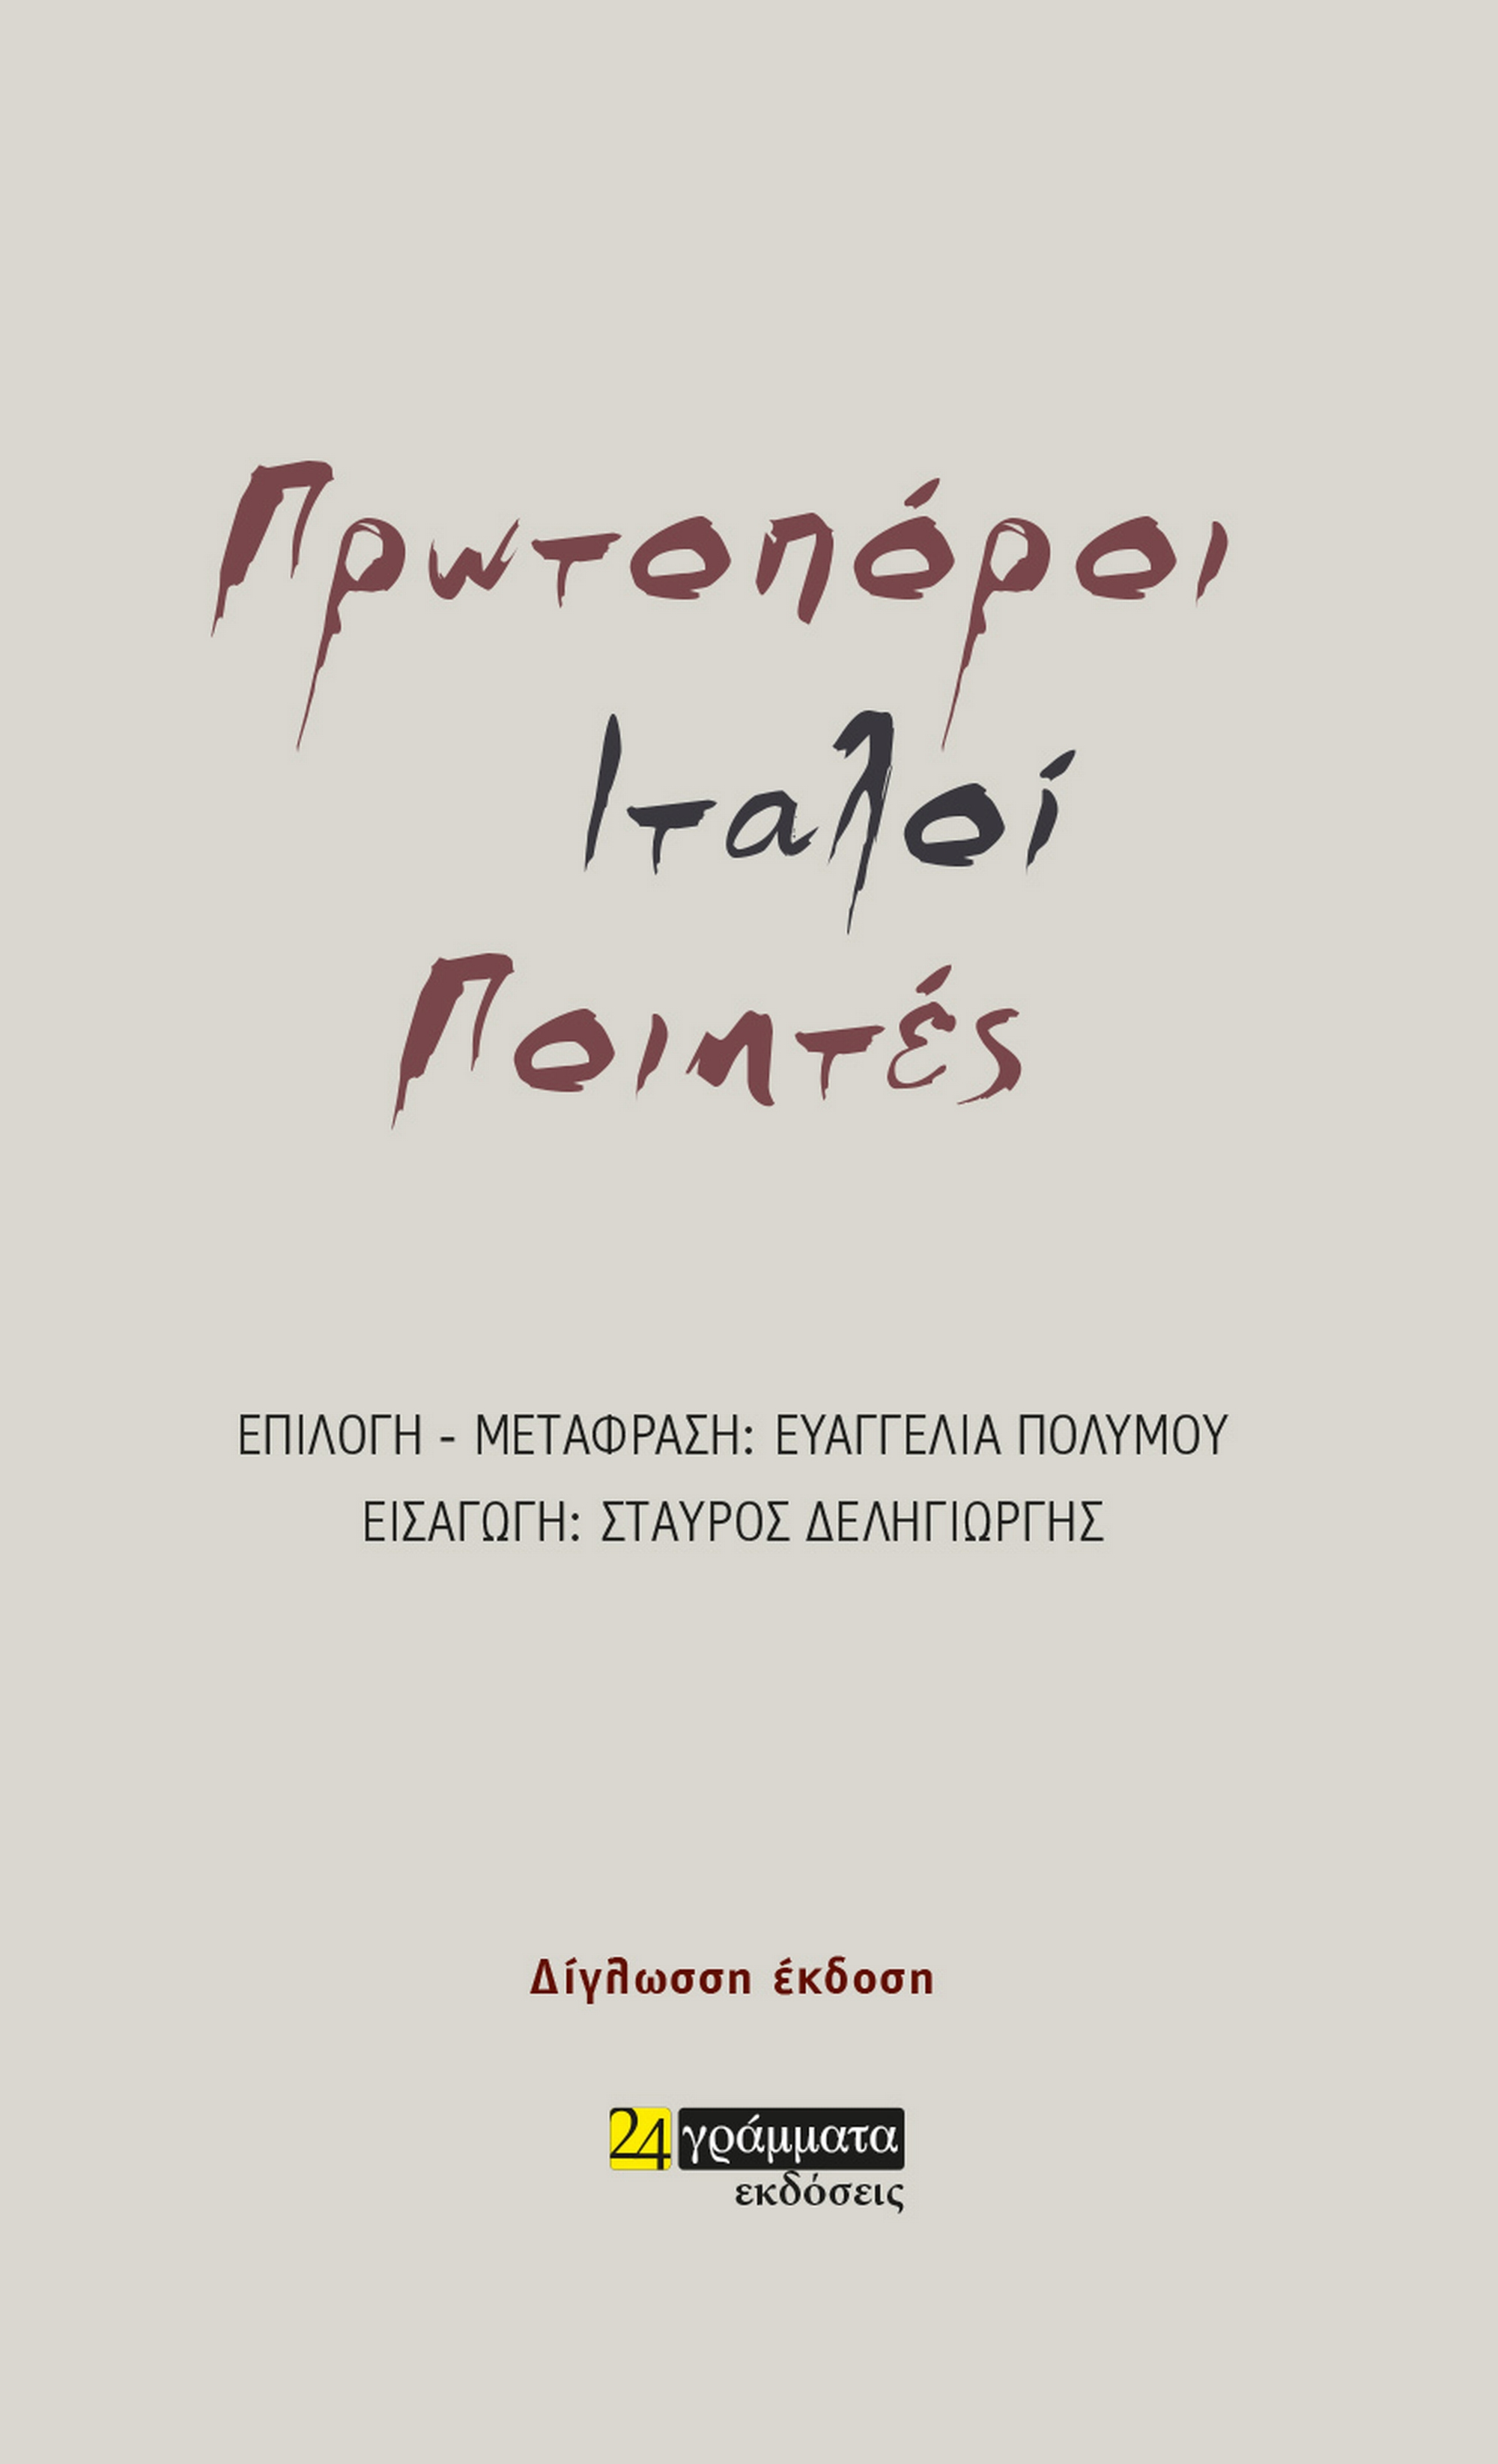 Πρωτοπόροι
Ιταλοί
Ποιητές
ΕΠΙΛΟΓΗ - ΜΕΤΑΦΡΑΣΗ: ΕΥΑΓΓΕΛΙΑ ΠΟΛΥΜΟΥ
ΕΙΣΑΓΩΓΗ: ΣΤΑΥΡΟΣ ΔΕΛΗΓΙΩΡΓΗΣ
Δίγλωσση έκδοση
24 γράμματα
εκδόσεις